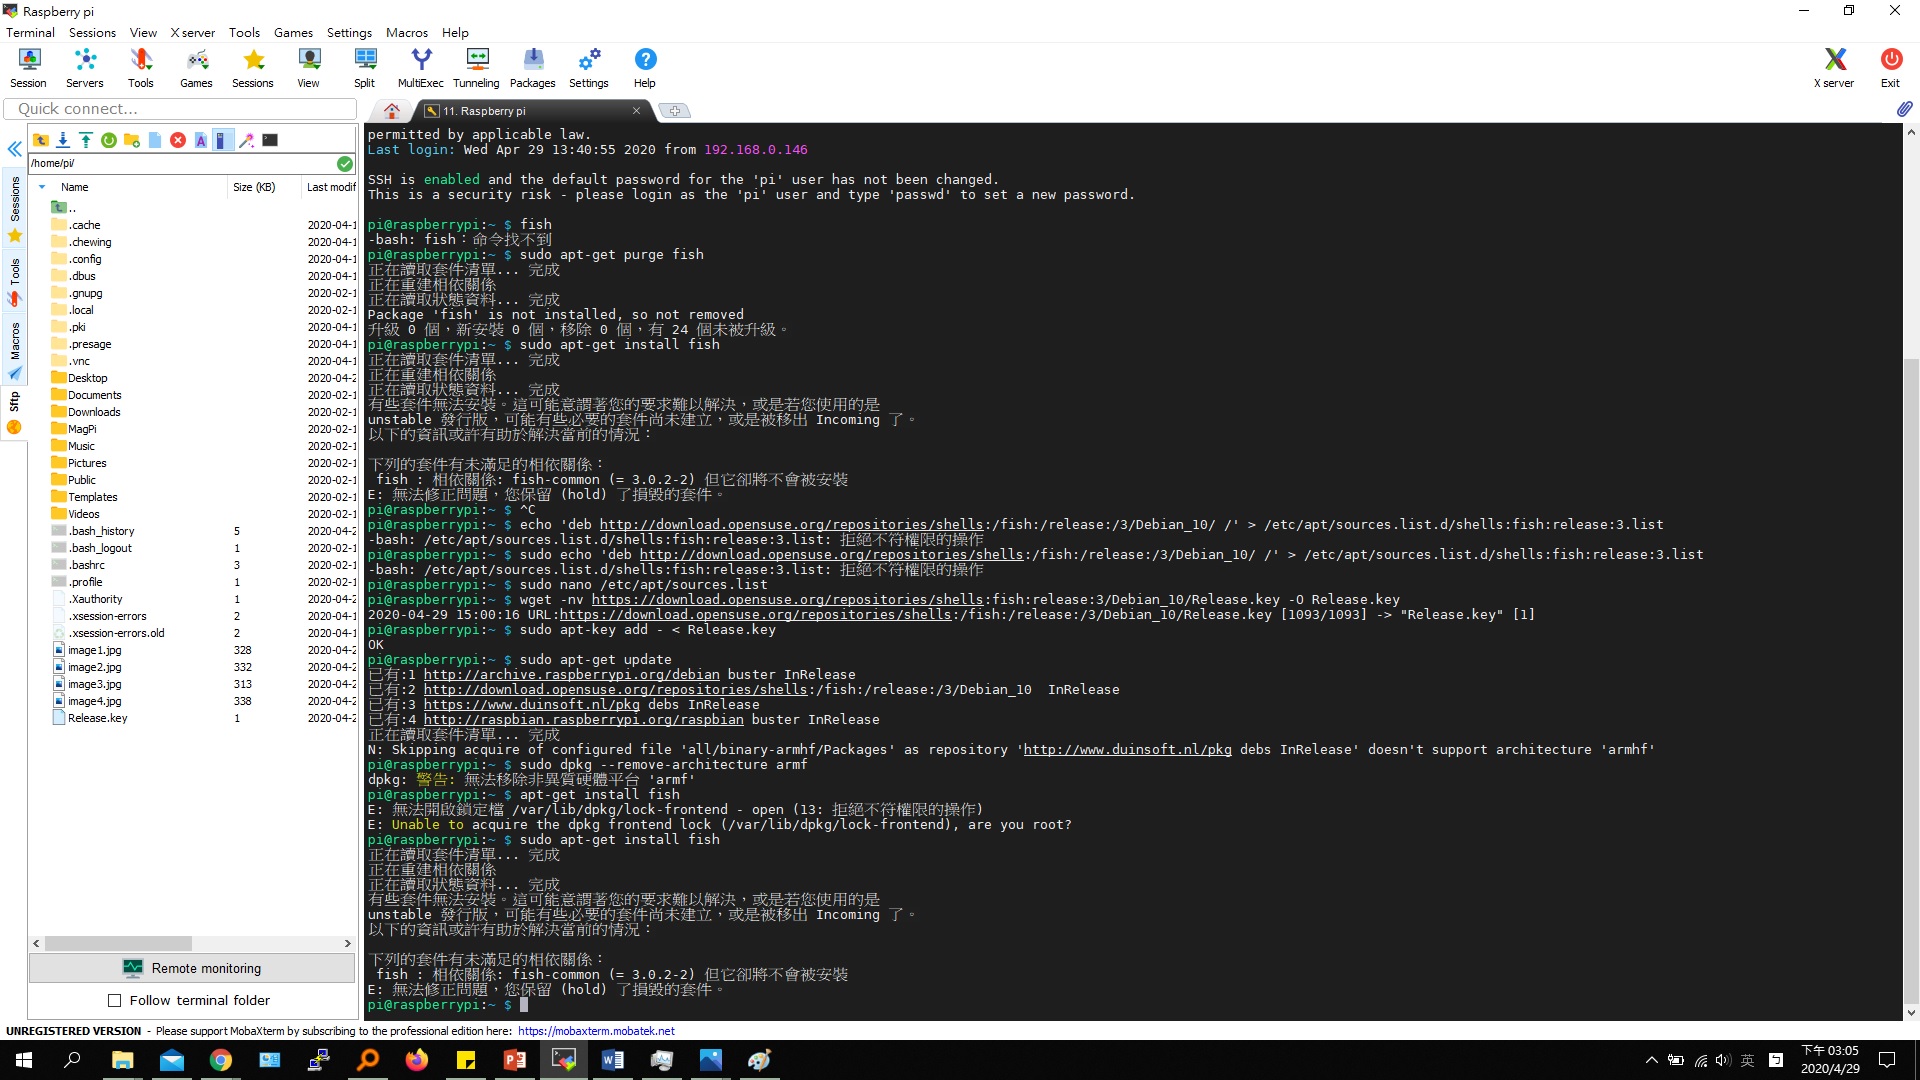 Raspberry pi
Terminal Sessions View X server Tools Games Settings Macros Help
Session Servers Tools Games Sessions View Split MultiExec Tunneling Packages Settings Help X server Exit
Quick connect...
11. Raspberry pi
/home/pi/
Name Size (KB) Last modif
..
.cache 2020-04-1
.chewing 2020-04-1
.config 2020-04-1
.dbus 2020-04-1
.gnupg 2020-02-1
.local 2020-02-1
.pki 2020-04-1
.presage 2020-04-1
.vnc 2020-04-1
Desktop 2020-04-2
Documents 2020-02-1
Downloads 2020-04-2
MagPi 2020-02-1
Music 2020-02-1
Pictures 2020-02-1
Public 2020-02-1
Templates 2020-02-1
Videos 2020-02-1
.bash_history 5 2020-04-2
.bash_logout 1 2020-02-1
.bashrc 3 2020-02-1
.profile 1 2020-02-1
.Xauthority 1 2020-04-2
.xsession-errors 2 2020-04-1
.xsession-errors.old 2 2020-04-1
image1.jpg 328 2020-04-2
image2.jpg 332 2020-04-2
image3.jpg 313 2020-04-2
image4.jpg 338 2020-04-2
Release.key 1 2020-04-2
Sessions
Tools
Macros
Sftp
Remote monitoring
Follow terminal folder
permitted by applicable law.
Last login: Wed Apr 29 13:40:55 2020 from 192.168.0.146
SSH is enabled and the default password for the 'pi' user has not been changed.
This is a security risk - please login as the 'pi' user and type 'passwd' to set a new password.
pi@raspberrypi:~ $ fish
-bash: fish：命令找不到
pi@raspberrypi:~ $ sudo apt-get purge fish
正在讀取套件清單... 完成
正在重建相依關係
正在讀取狀態資料... 完成
Package 'fish' is not installed, so not removed
升級 0 個，新安裝 0 個，移除 0 個，有 24 個未被升級。
pi@raspberrypi:~ $ sudo apt-get install fish
正在讀取套件清單... 完成
正在重建相依關係
正在讀取狀態資料... 完成
有些套件無法安裝。這可能意謂著您的要求難以解決，或是若您使用的是
unstable 發行版，可能有些必要的套件尚未建立，或是被移出 Incoming 了。
以下的資訊或許有助於解決當前的情況：
下列的套件有未滿足的相依關係：
fish : 相依關係: fish-common (= 3.0.2-2) 但它卻將不會被安裝
E: 無法修正問題，您保留 (hold) 了損毀的套件。
pi@raspberrypi:~ $ ^C
pi@raspberrypi:~ $ echo 'deb http://download.opensuse.org/repositories/shells:/fish:/release:/3/Debian_10/ /' > /etc/apt/sources.list.d/shells:fish:release:3.list
-bash: /etc/apt/sources.list.d/shells:fish:release:3.list: 拒絕不符權限的操作
pi@raspberrypi:~ $ sudo echo 'deb http://download.opensuse.org/repositories/shells:/fish:/release:/3/Debian_10/ /' > /etc/apt/sources.list.d/shells:fish:release:3.list
-bash: /etc/apt/sources.list.d/shells:fish:release:3.list: 拒絕不符權限的操作
pi@raspberrypi:~ $ sudo nano /etc/apt/sources.list
pi@raspberrypi:~ $ wget -nv https://download.opensuse.org/repositories/shells:fish:release:3/Debian_10/Release.key -O Release.key
2020-04-29 15:00:16 URL:https://download.opensuse.org/repositories/shells:/fish:/release:/3/Debian_10/Release.key [1093/1093] -> "Release.key" [1]
pi@raspberrypi:~ $ sudo apt-key add - < Release.key
OK
pi@raspberrypi:~ $ sudo apt-get update
已有:1 http://archive.raspberrypi.org/debian buster InRelease
已有:2 http://download.opensuse.org/repositories/shells:/fish:/release:/3/Debian_10 InRelease
已有:3 https://www.duinsoft.nl/pkg debs InRelease
已有:4 http://raspbian.raspberrypi.org/raspbian buster InRelease
正在讀取套件清單... 完成
N: Skipping acquire of configured file 'all/binary-armhf/Packages' as repository 'http://www.duinsoft.nl/pkg debs InRelease' doesn't support architecture 'armhf'
pi@raspberrypi:~ $ sudo dpkg --remove-architecture armf
dpkg: 警告: 無法移除非異質硬體平台 'armf'
pi@raspberrypi:~ $ apt-get install fish
E: 無法開啟鎖定檔 /var/lib/dpkg/lock-frontend - open (13: 拒絕不符權限的操作)
E: Unable to acquire the dpkg frontend lock (/var/lib/dpkg/lock-frontend), are you root?
pi@raspberrypi:~ $ sudo apt-get install fish
正在讀取套件清單... 完成
正在重建相依關係
正在讀取狀態資料... 完成
有些套件無法安裝。這可能意謂著您的要求難以解決，或是若您使用的是
unstable 發行版，可能有些必要的套件尚未建立，或是被移出 Incoming 了。
以下的資訊或許有助於解決當前的情況：
下列的套件有未滿足的相依關係：
fish : 相依關係: fish-common (= 3.0.2-2) 但它卻將不會被安裝
E: 無法修正問題，您保留 (hold) 了損毀的套件。
pi@raspberrypi:~ $
UNREGISTERED VERSION - Please support MobaXterm by subscribing to the professional edition here: https://mobaxterm.mobatek.net
英
下午 03:05
2020/4/29